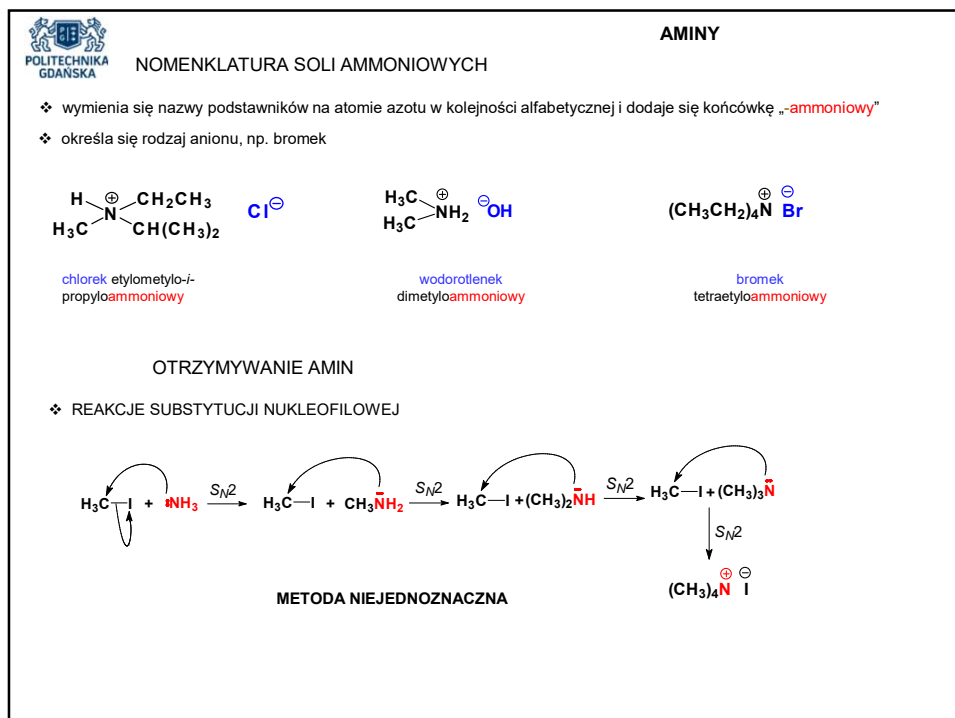 AMINY
POLITECHNIKA
GDAŃSKA
NOMENKLATURA SOLI AMMONIOWYCH
❖ wymienia się nazwy podstawników na atomie azotu w kolejności alfabetycznej i dodaje się końcówkę „-ammoniowy”
❖ określa się rodzaj anionu, np. bromek
H CH2CH3
N⊕ Cl⊖
H3C CH(CH3)2
H3C
⊕NH2 ⊖OH
H3C
(CH3CH2)4N⊕ Br⊖
chlorek etylometylo-i-
propyloammoniowy
wodorotlenek
dimetyloammoniowy
bromek
tetraetyloammoniowy
OTRZYMYWANIE AMIN
❖ REAKCJE SUBSTYTUCJI NUKLEOFILOWEJ
H3C—I + :NH3 SN2 H3C—I + CH3NH2 SN2 H3C—I + (CH3)2NH SN2 H3C—I + (CH3)3N
SN2
(CH3)4N⊕ I⊖
METODA NIEJEDNOZNACZNA